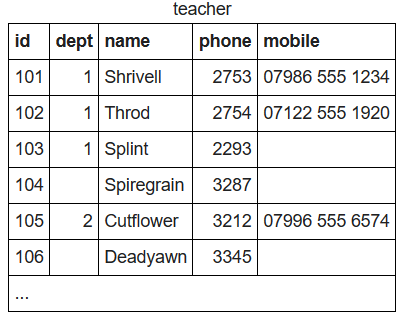 teacher
id dept name phone mobile
101 1 Shrivell 2753 07986 555 1234
102 1 Throd 2754 07122 555 1920
103 1 Splint 2293
104 Spiregrain 3287
105 2 Cutflower 3212 07996 555 6574
106 Deadyawn 3345
...